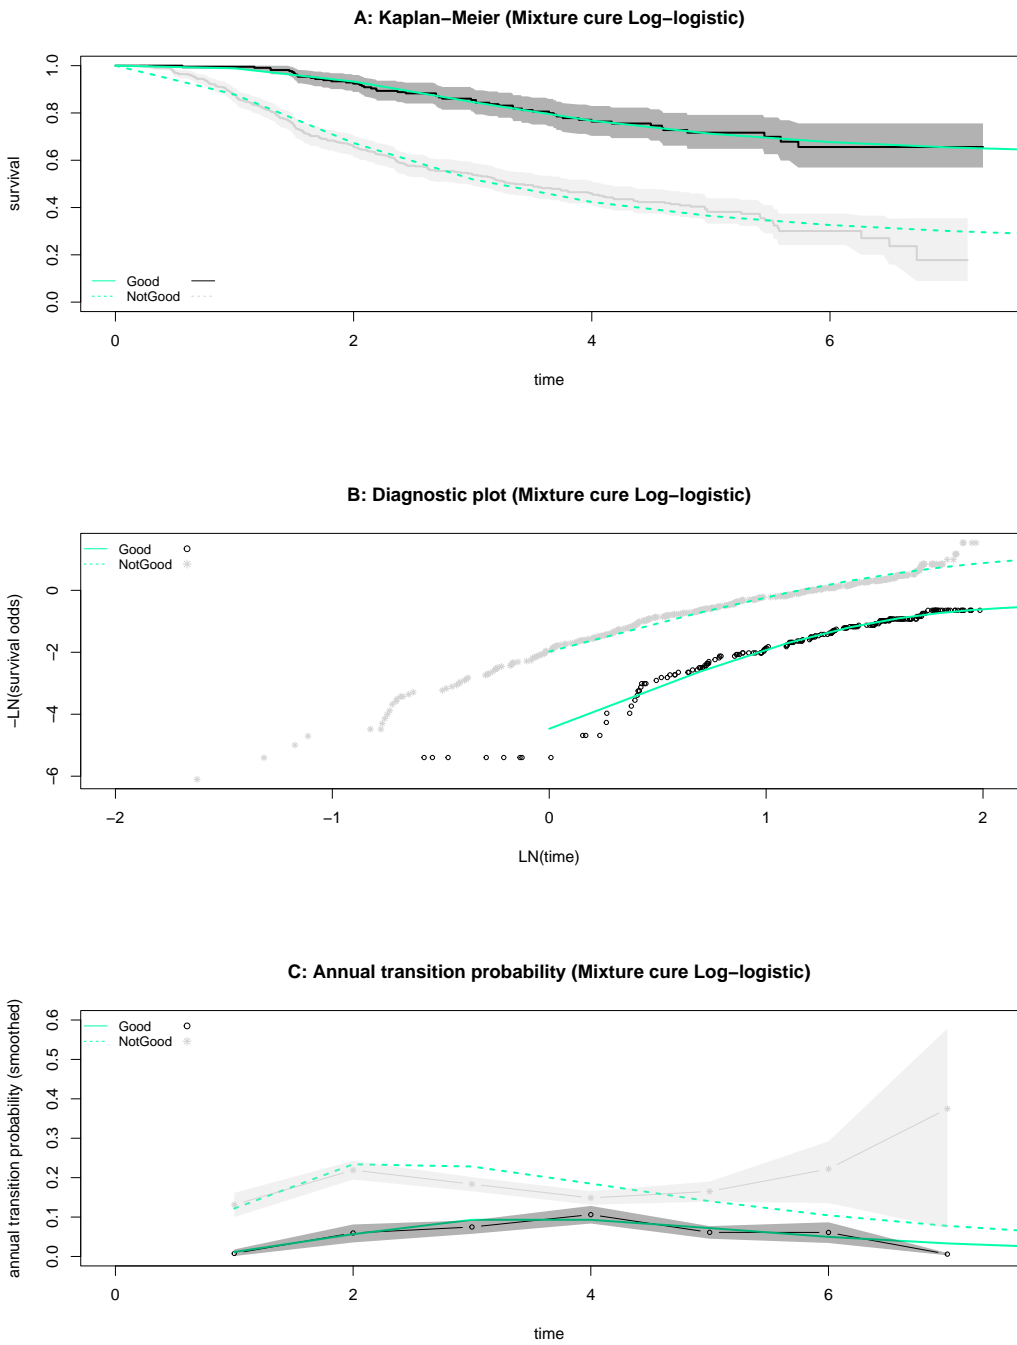 A: Kaplan−Meier (Mixture cure Log−logistic)
survival
1.0
0.8
0.6
0.4
0.2
0.0
Good
NotGood
0 2 4 6
time
B: Diagnostic plot (Mixture cure Log−logistic)
−LN(survival odds)
Good
NotGood
0
−2
−4
−6
−2 −1 0 1 2
LN(time)
C: Annual transition probability (Mixture cure Log−logistic)
annual transition probability (smoothed)
Good
NotGood
0.6
0.5
0.4
0.3
0.2
0.1
0.0
0 2 4 6
time